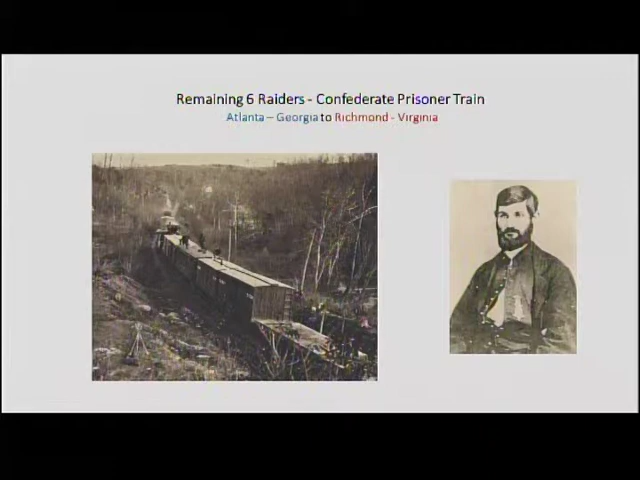 Remaining 6 Raiders - Confederate Prisoner Train
Atlanta – Georgia to Richmond - Virginia